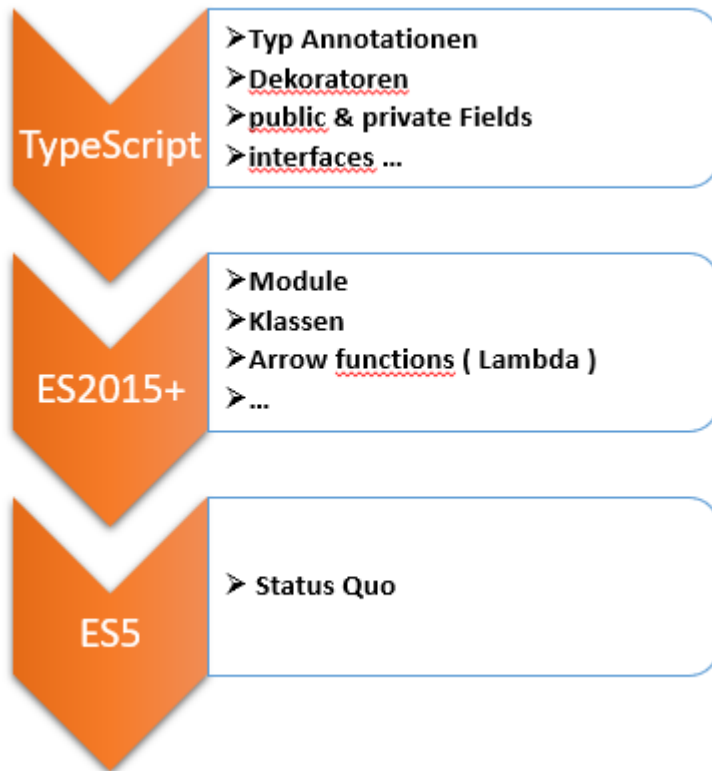 TypeScript
➢Typ Annotationen
➢Dekoratoren
➢public & private Fields
➢interfaces ...
ES2015+
➢Module
➢Klassen
➢Arrow functions ( Lambda )
➢...
ES5
➢ Status Quo